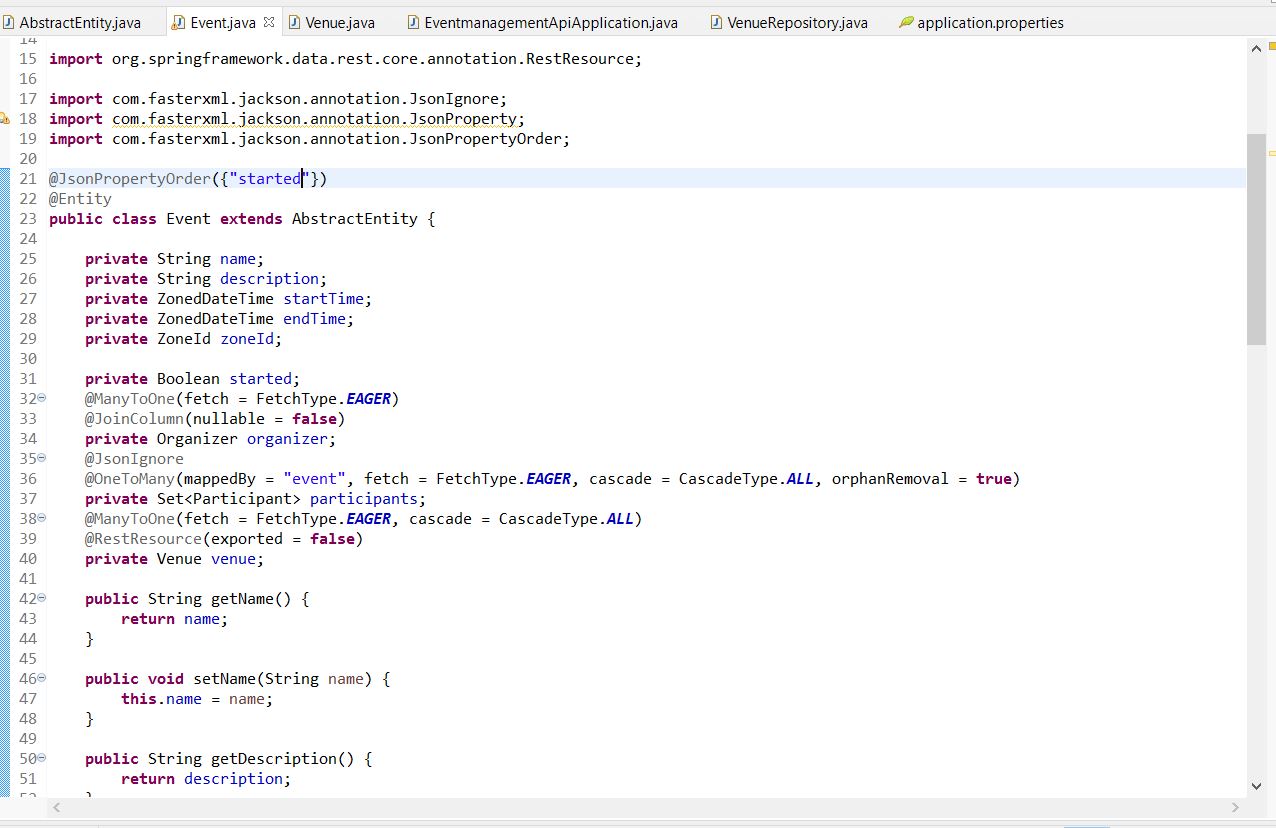 AbstractEntity.java Event.java Venue.java EventmanagementApiApplication.java VenueRepository.java application.properties
14
15 import org.springframework.data.rest.core.annotation.RestResource;
16
17 import com.fasterxml.jackson.annotation.JsonIgnore;
18 import com.fasterxml.jackson.annotation.JsonProperty;
19 import com.fasterxml.jackson.annotation.JsonPropertyOrder;
20
21 @JsonPropertyOrder({"started"})
22 @Entity
23 public class Event extends AbstractEntity {
24
25 private String name;
26 private String description;
27 private ZonedDateTime startTime;
28 private ZonedDateTime endTime;
29 private ZoneId zoneId;
30
31 private Boolean started;
32 @ManyToOne(fetch = FetchType.EAGER)
33 @JoinColumn(nullable = false)
34 private Organizer organizer;
35 @JsonIgnore
36 @OneToMany(mappedBy = "event", fetch = FetchType.EAGER, cascade = CascadeType.ALL, orphanRemoval = true)
37 private Set<Participant> participants;
38 @ManyToOne(fetch = FetchType.EAGER, cascade = CascadeType.ALL)
39 @RestResource(exported = false)
40 private Venue venue;
41
42 public String getName() {
43 return name;
44 }
45
46 public void setName(String name) {
47 this.name = name;
48 }
49
50 public String getDescription() {
51 return description;
52 }